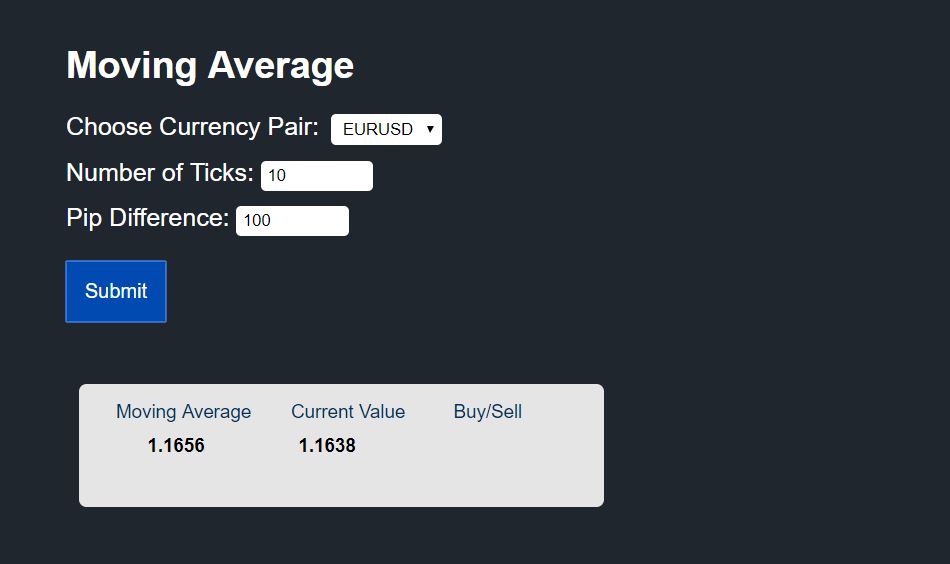 Moving Average
Choose Currency Pair: EURUSD
Number of Ticks: 10
Pip Difference: 100
Submit
Moving Average Current Value Buy/Sell
1.1656 1.1638